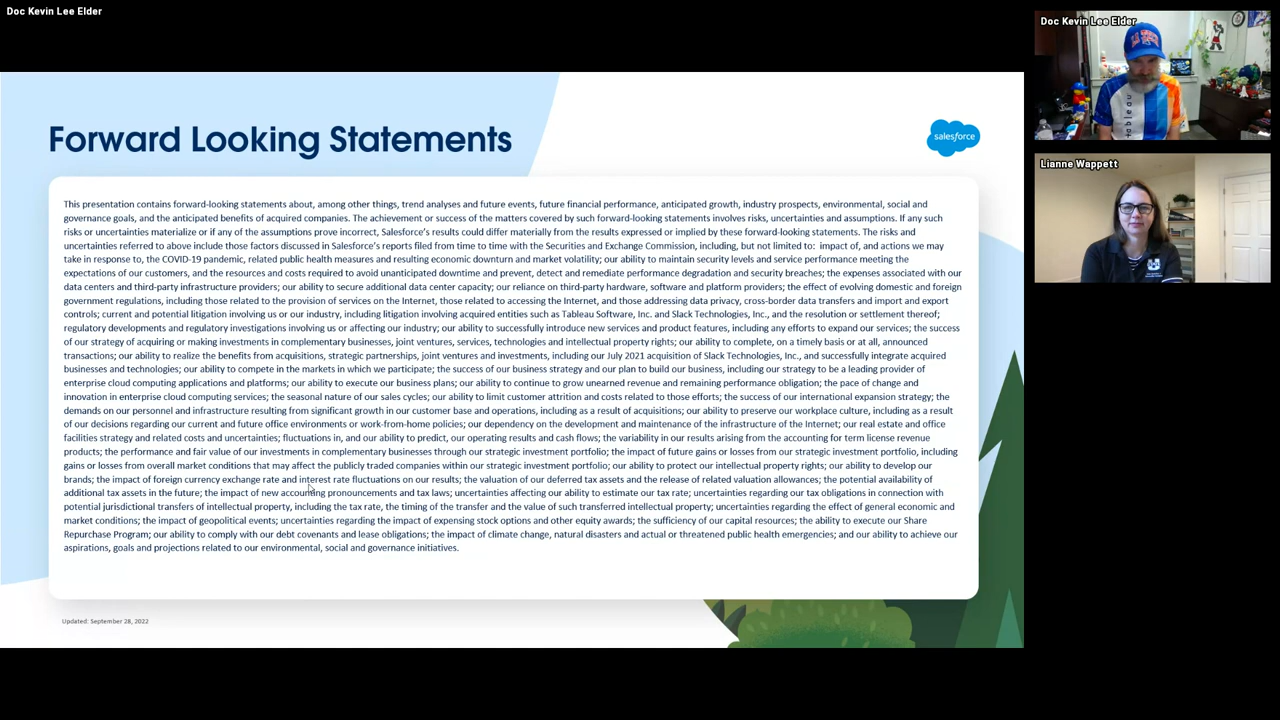 Doc Kevin Lee Elder
Doc Kevin Lee Elder
Lianne Wappett
tableau
Forward Looking Statements
salesforce
This presentation contains forward-looking statements about, among other things, trend analyses and future events, future financial performance, anticipated growth, industry prospects, environmental, social and
governance goals, and the anticipated benefits of acquired companies. The achievement or success of the matters covered by such forward-looking statements involves risks, uncertainties and assumptions. If any such
risks or uncertainties materialize or if any of the assumptions prove incorrect, Salesforce's results could differ materially from the results expressed or implied by these forward-looking statements. The risks and
uncertainties referred to above include those factors discussed in Salesforce's reports filed from time to time with the Securities and Exchange Commission, including, but not limited to: impact of, and actions we may
take in response to, the COVID-19 pandemic, related public health measures and resulting economic downturn and market volatility; our ability to maintain security levels and service performance meeting the
expectations of our customers, and the resources and costs required to avoid unanticipated downtime and prevent, detect and remediate performance degradation and security breaches; the expenses associated with our
data centers and third-party infrastructure providers; our ability to secure additional data center capacity; our reliance on third-party hardware, software and platform providers; the effect of evolving domestic and foreign
government regulations, including those related to the provision of services on the Internet, those related to accessing the Internet, and those addressing data privacy, cross-border data transfers and import and export
controls; current and potential litigation involving us or our industry, including litigation involving acquired entities such as Tableau Software, Inc. and Slack Technologies, Inc., and the resolution or settlement thereof;
regulatory developments and regulatory investigations involving us or affecting our industry; our ability to successfully introduce new services and product features, including any efforts to expand our services; the success
of our strategy of acquiring or making investments in complementary businesses, joint ventures, services, technologies and intellectual property rights; our ability to complete, on a timely basis or at all, announced
transactions; our ability to realize the benefits from acquisitions, strategic partnerships, joint ventures and investments, including our July 2021 acquisition of Slack Technologies, Inc., and successfully integrate acquired
businesses and technologies; our ability to compete in the markets in which we participate; the success of our business strategy and our plan to build our business, including our strategy to be a leading provider of
enterprise cloud computing applications and platforms; our ability to execute our business plans; our ability to continue to grow unearned revenue and remaining performance obligation; the pace of change and
innovation in enterprise cloud computing services; the seasonal nature of our sales cycles; our ability to limit customer attrition and costs related to those efforts; the success of our international expansion strategy; the
demands on our personnel and infrastructure resulting from significant growth in our customer base and operations, including as a result of acquisitions; our ability to preserve our workplace culture, including as a result
of our decisions regarding our current and future office environments or work-from-home policies; our dependency on the development and maintenance of the infrastructure of the Internet; our real estate and office
facilities strategy and related costs and uncertainties; fluctuations in, and our ability to predict, our operating results and cash flows; the variability in our results arising from the accounting for term license revenue
products; the performance and fair value of our investments in complementary businesses through our strategic investment portfolio; the impact of future gains or losses from our strategic investment portfolio, including
gains or losses from overall market conditions that may affect the publicly traded companies within our strategic investment portfolio; our ability to protect our intellectual property rights; our ability to develop our
brands; the impact of foreign currency exchange rate and interest rate fluctuations on our results; the valuation of our deferred tax assets and the release of related valuation allowances; the potential availability of
additional tax assets in the future; the impact of new accounting pronouncements and tax laws; uncertainties affecting our ability to estimate our tax rate; uncertainties regarding our tax obligations in connection with
potential jurisdictional transfers of intellectual property, including the tax rate, the timing of the transfer and the value of such transferred intellectual property; uncertainties regarding the effect of general economic and
market conditions; the impact of geopolitical events; uncertainties regarding the impact of expensing stock options and other equity awards; the sufficiency of our capital resources; the ability to execute our Share
Repurchase Program; our ability to comply with our debt covenants and lease obligations; the impact of climate change, natural disasters and actual or threatened public health emergencies; and our ability to achieve our
aspirations, goals and projections related to our environmental, social and governance initiatives.
Updated: September 28, 2022